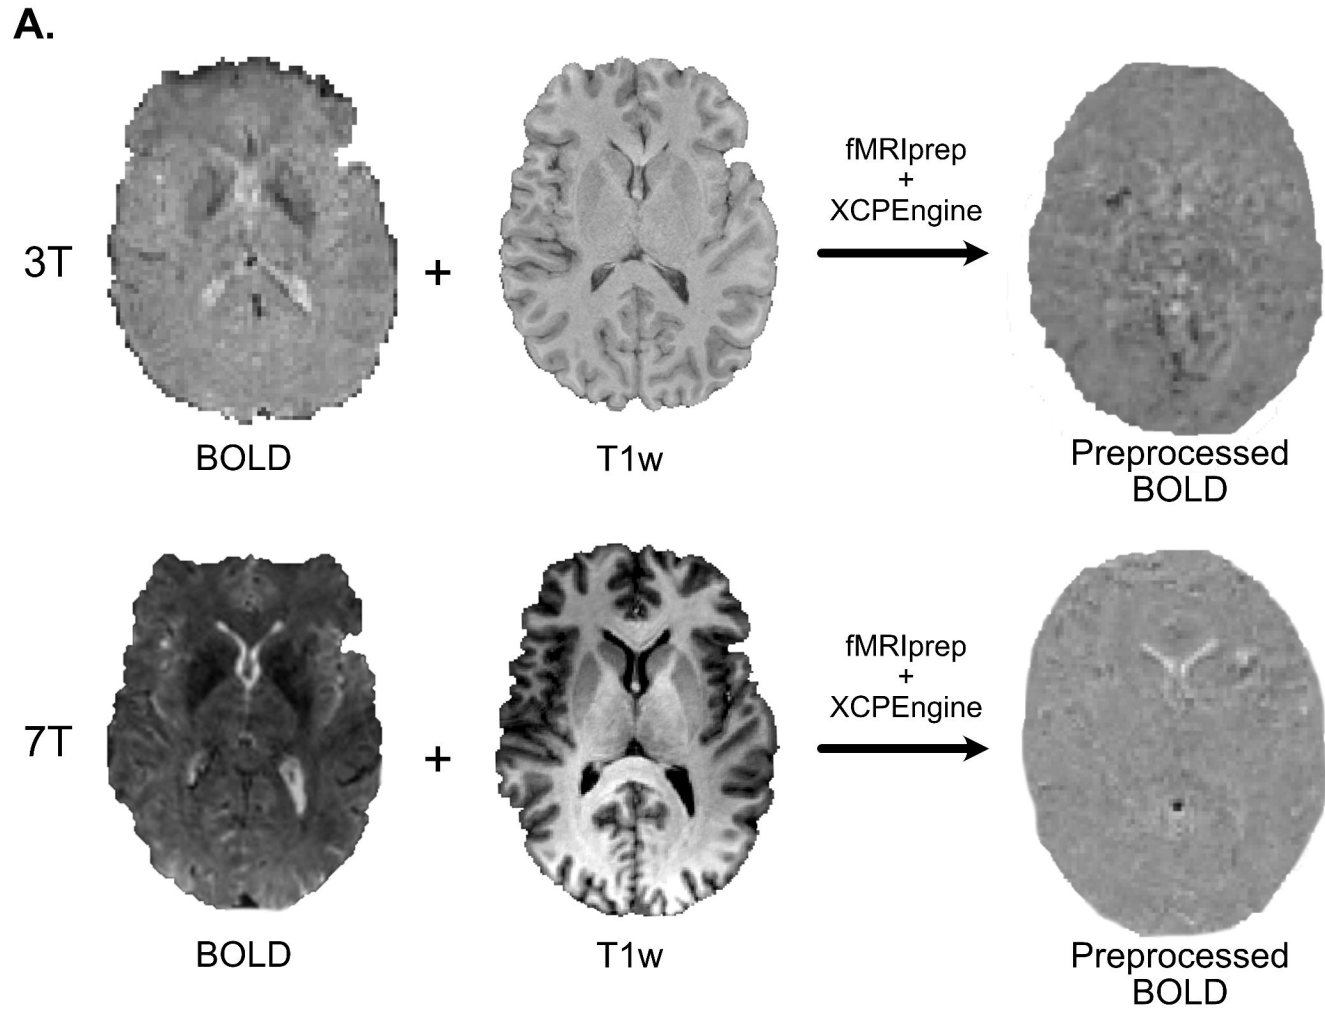 A.
3T
+
fMRIprep
+
XCPEngine
BOLD
T1w
Preprocessed
BOLD
7T
+
fMRIprep
+
XCPEngine
BOLD
T1w
Preprocessed
BOLD